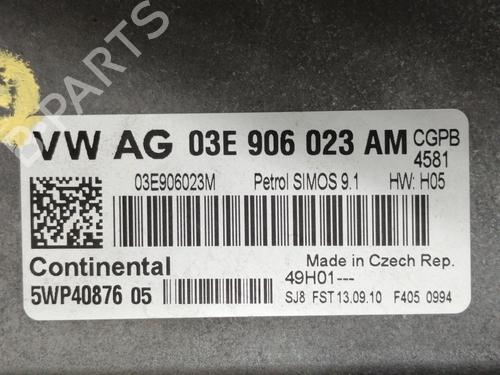 B-PARTS
VW AG 03E 906 023 AM CGPB
4581
03E906023M Petrol SIMOS 9.1 HW: H05
Continental
Made in Czech Rep.
49H01---
5WP40876 05
SJ8 FST 13.09.10 F405 0994